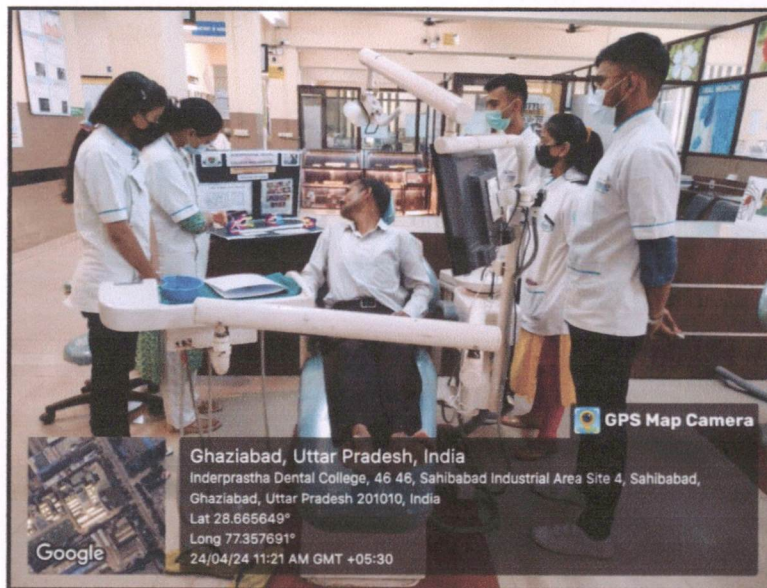 ORAL MEDICINE
GPS Map Camera
Ghaziabad, Uttar Pradesh, India
Inderprastha Dental College, 46 46, Sahibabad Industrial Area Site 4, Sahibabad,
Ghaziabad, Uttar Pradesh 201010, India
Lat 28.665649°
Long 77.357691°
24/04/24 11:21 AM GMT +05:30
Google